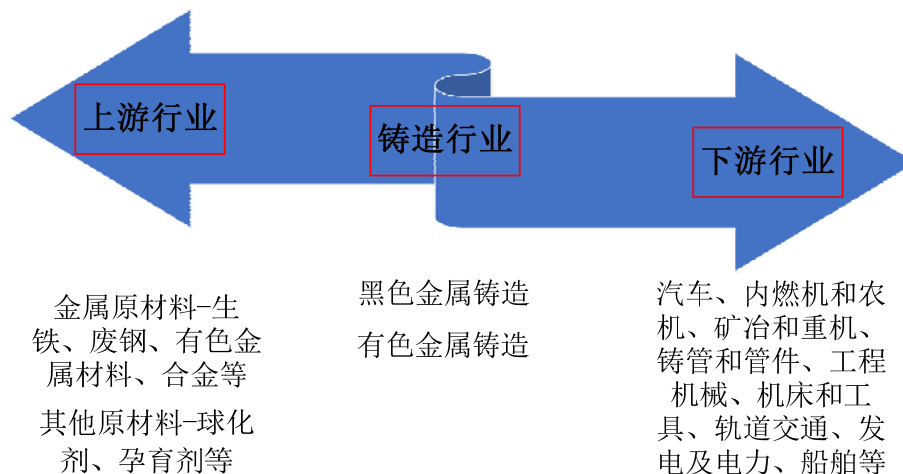 上游行业
铸造行业
下游行业
金属原材料-生
铁、废钢、有色金
属材料、合金等
其他原材料-球化
剂、孕育剂等
黑色金属铸造
有色金属铸造
汽车、内燃机和农
机、矿冶和重机、
铸管和管件、工程
机械、机床和工
具、轨道交通、发
电及电力、船舶等